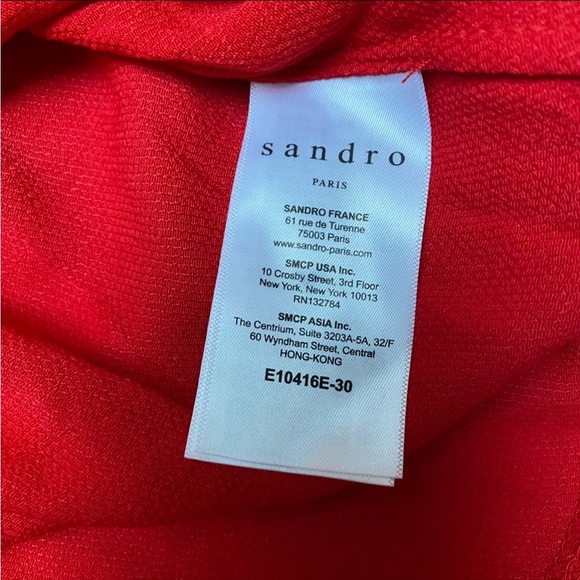 sandro
PARIS
SANDRO FRANCE
61 rue de Turenne
75003 Paris
www.sandro-paris.com
SMCP USA Inc.
10 Crosby Street, 3rd Floor
New York, New York 10013
RN132784
SMCP ASIA Inc.
The Centrium, Suite 3203A-5A, 32/F
60 Wyndham Street, Central
HONG-KONG
E10416E-30